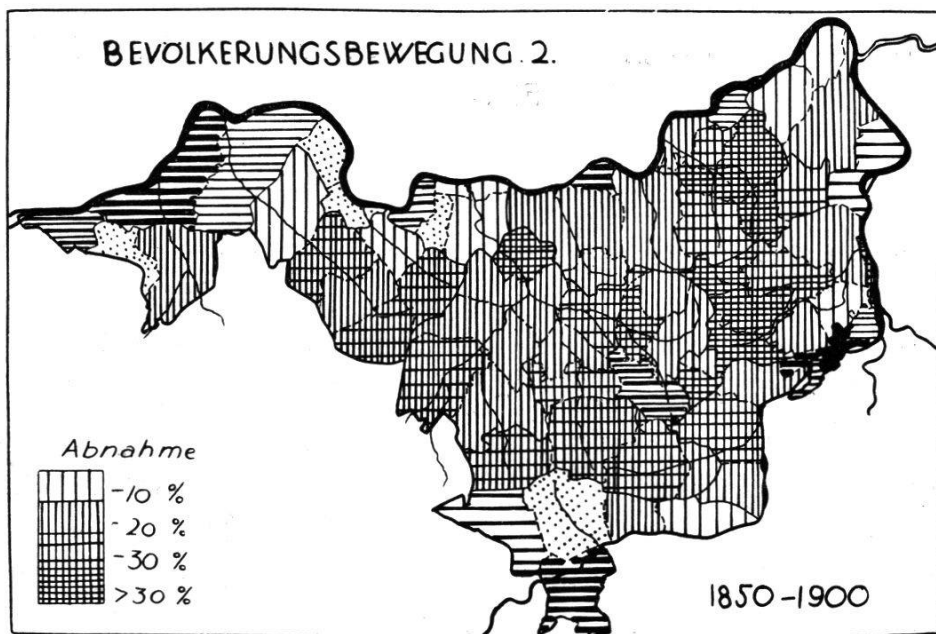 BEVÖLKERUNGSBEWEGUNG. 2.
Abnahme
-10 %
-20 %
-30 %
>30 %
1850-1900